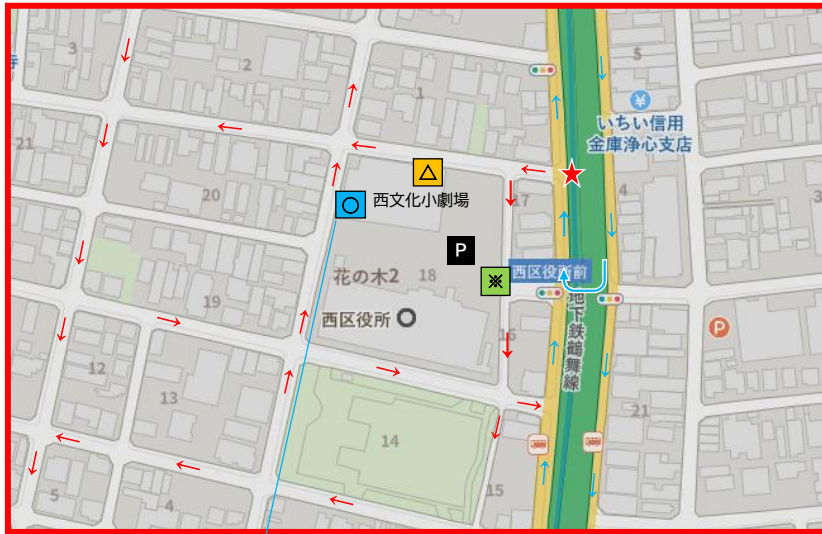 3
2
1
5
いちい信用
金庫浄心支店
21
20
西文化小劇場
17
4
3
P
花の木2
18
西区役所前
※
19
西区役所
地下鉄鶴舞線
16
P
12
13
14
21
5
4
15